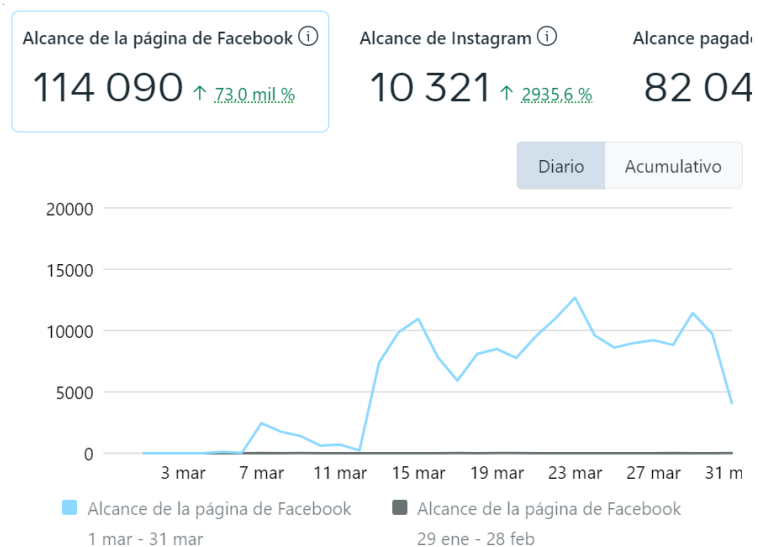 Alcance de la página de Facebook
114 090 ↑ 73,0 mil %
Alcance de Instagram
10 321 ↑ 2935,6 %
Alcance pagad
82 04
Diario
Acumulativo
20000
15000
10000
5000
0
3 mar 7 mar 11 mar 15 mar 19 mar 23 mar 27 mar 31 m
Alcance de la página de Facebook
1 mar - 31 mar
Alcance de la página de Facebook
29 ene - 28 feb